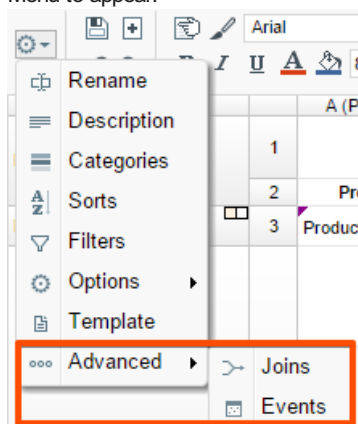 Menu to appear.
Arial
I U A
Rename
A (P
Description
1
Categories
2 Pr
Sorts
3 Produc
Filters
Options
Template
Advanced
Joins
Events